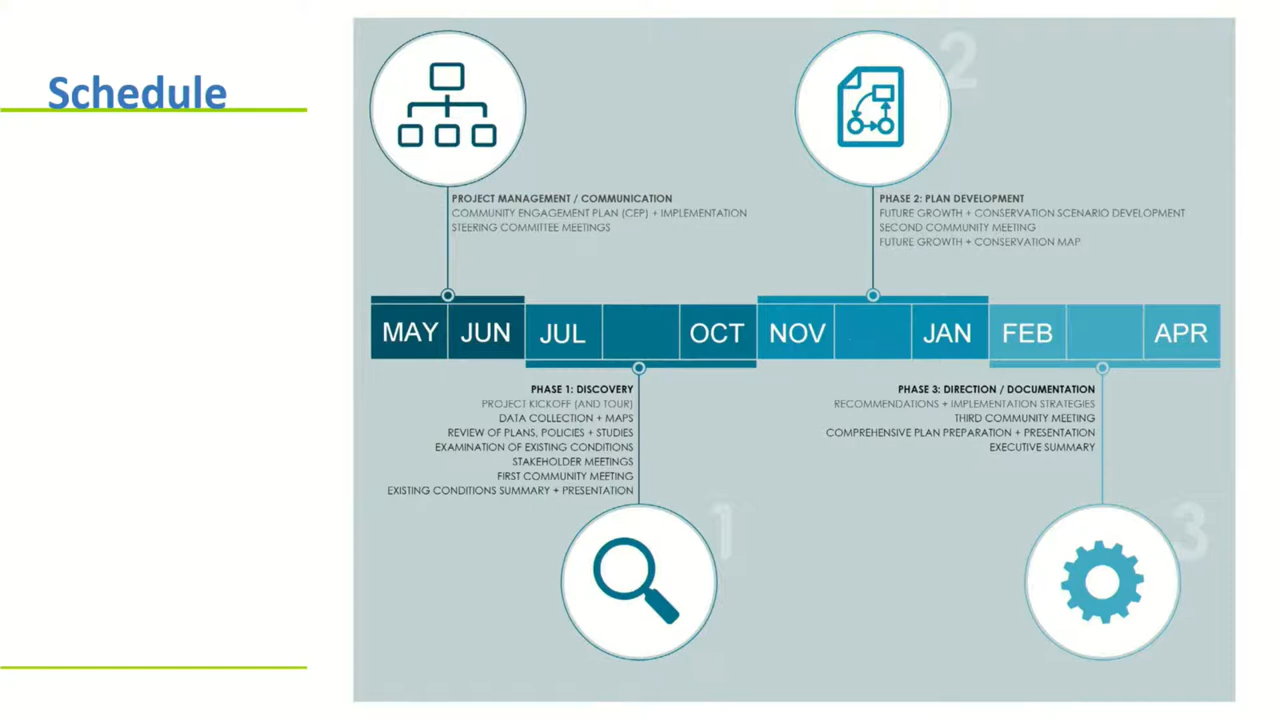 Schedule
2
PROJECT MANAGEMENT / COMMUNICATION
COMMUNITY ENGAGEMENT PLAN (CEP) + IMPLEMENTATION
STEERING COMMITTEE MEETINGS
PHASE 2: PLAN DEVELOPMENT
FUTURE GROWTH + CONSERVATION SCENARIO DEVELOPMENT
SECOND COMMUNITY MEETING
FUTURE GROWTH + CONSERVATION MAP
MAY JUN JUL OCT NOV JAN FEB APR
PHASE 1: DISCOVERY
PROJECT KICKOFF (AND TOUR)
DATA COLLECTION + MAPS
REVIEW OF PLANS, POLICIES + STUDIES
EXAMINATION OF EXISTING CONDITIONS
STAKEHOLDER MEETINGS
FIRST COMMUNITY MEETING
EXISTING CONDITIONS SUMMARY + PRESENTATION
1
PHASE 3: DIRECTION / DOCUMENTATION
RECOMMENDATIONS + IMPLEMENTATION STRATEGIES
THIRD COMMUNITY MEETING
COMPREHENSIVE PLAN PREPARATION + PRESENTATION
EXECUTIVE SUMMARY
3